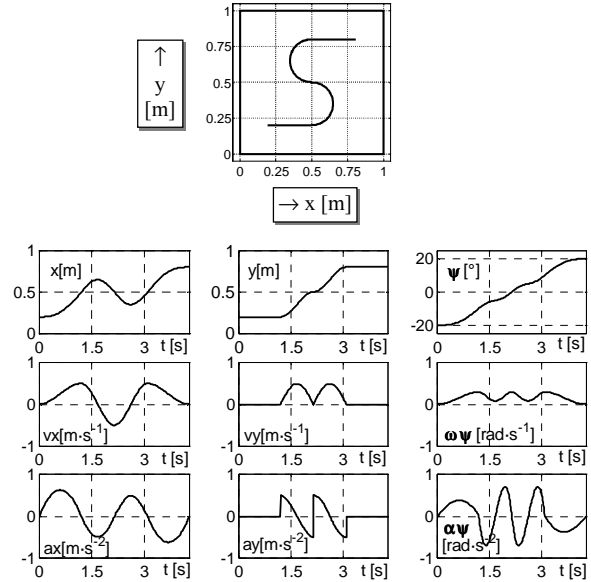 1
0.75
0.5
0.25
0
0 0.25 0.5 0.75 1
↑
y
[m]
→ x [m]
1
0.5
0
x[m]
0 1.5 3 t [s]
1
0.5
0
y[m]
0 1.5 3 t [s]
20
0
-20
ψ [°]
0 1.5 3 t [s]
1
0
-1
vx[m·s-1]
0 1.5 3 t [s]
1
0
-1
vy[m·s-1]
0 1.5 3 t [s]
1
0
-1
ωψ [rad·s-1]
0 1.5 3 t [s]
1
0
-1
ax[m·s-2]
0 1.5 3 t [s]
1
0
-1
ay[m·s-2]
0 1.5 3 t [s]
1
0
-1
αψ
[rad·s-2]
0 1.5 3 t [s]